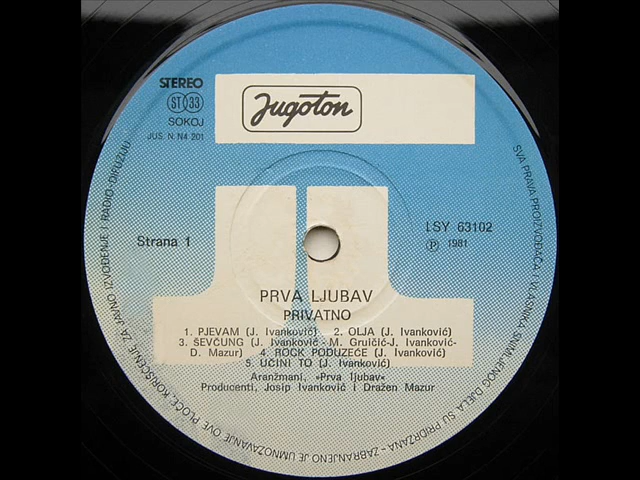 STEREO
ST 33
SOKOJ
JUS. N. N4 201
Jugoton
Strana 1
LSY 63102
P 1981
PRVA LJUBAV
PRIVATNO
1. PJEVAM (J. Ivanković) 2. OLJA (J. Ivanković)
3. ŠEVČUNG (J. Ivanković - M. Gruičić-J. Ivanković-
D. Mazur) 4. ROCK PODUZEĆE (J. Ivanković)
5. UČINI TO (J. Ivanković)
Aranžmani, »Prva ljubav«
Producenti, Josip Ivanković i Dražen Mazur
SVA PRAVA PROIZVOĐAČA I VLASNIKA SNIMLJENOG DJELA SU PRIDRŽANA - ZABRANJENO JE UMNOŽAVANJE OVE PLOČE, KORIŠĆENJE ZA JAVNO IZVOĐENJE I RADIO-DIFUZIJU